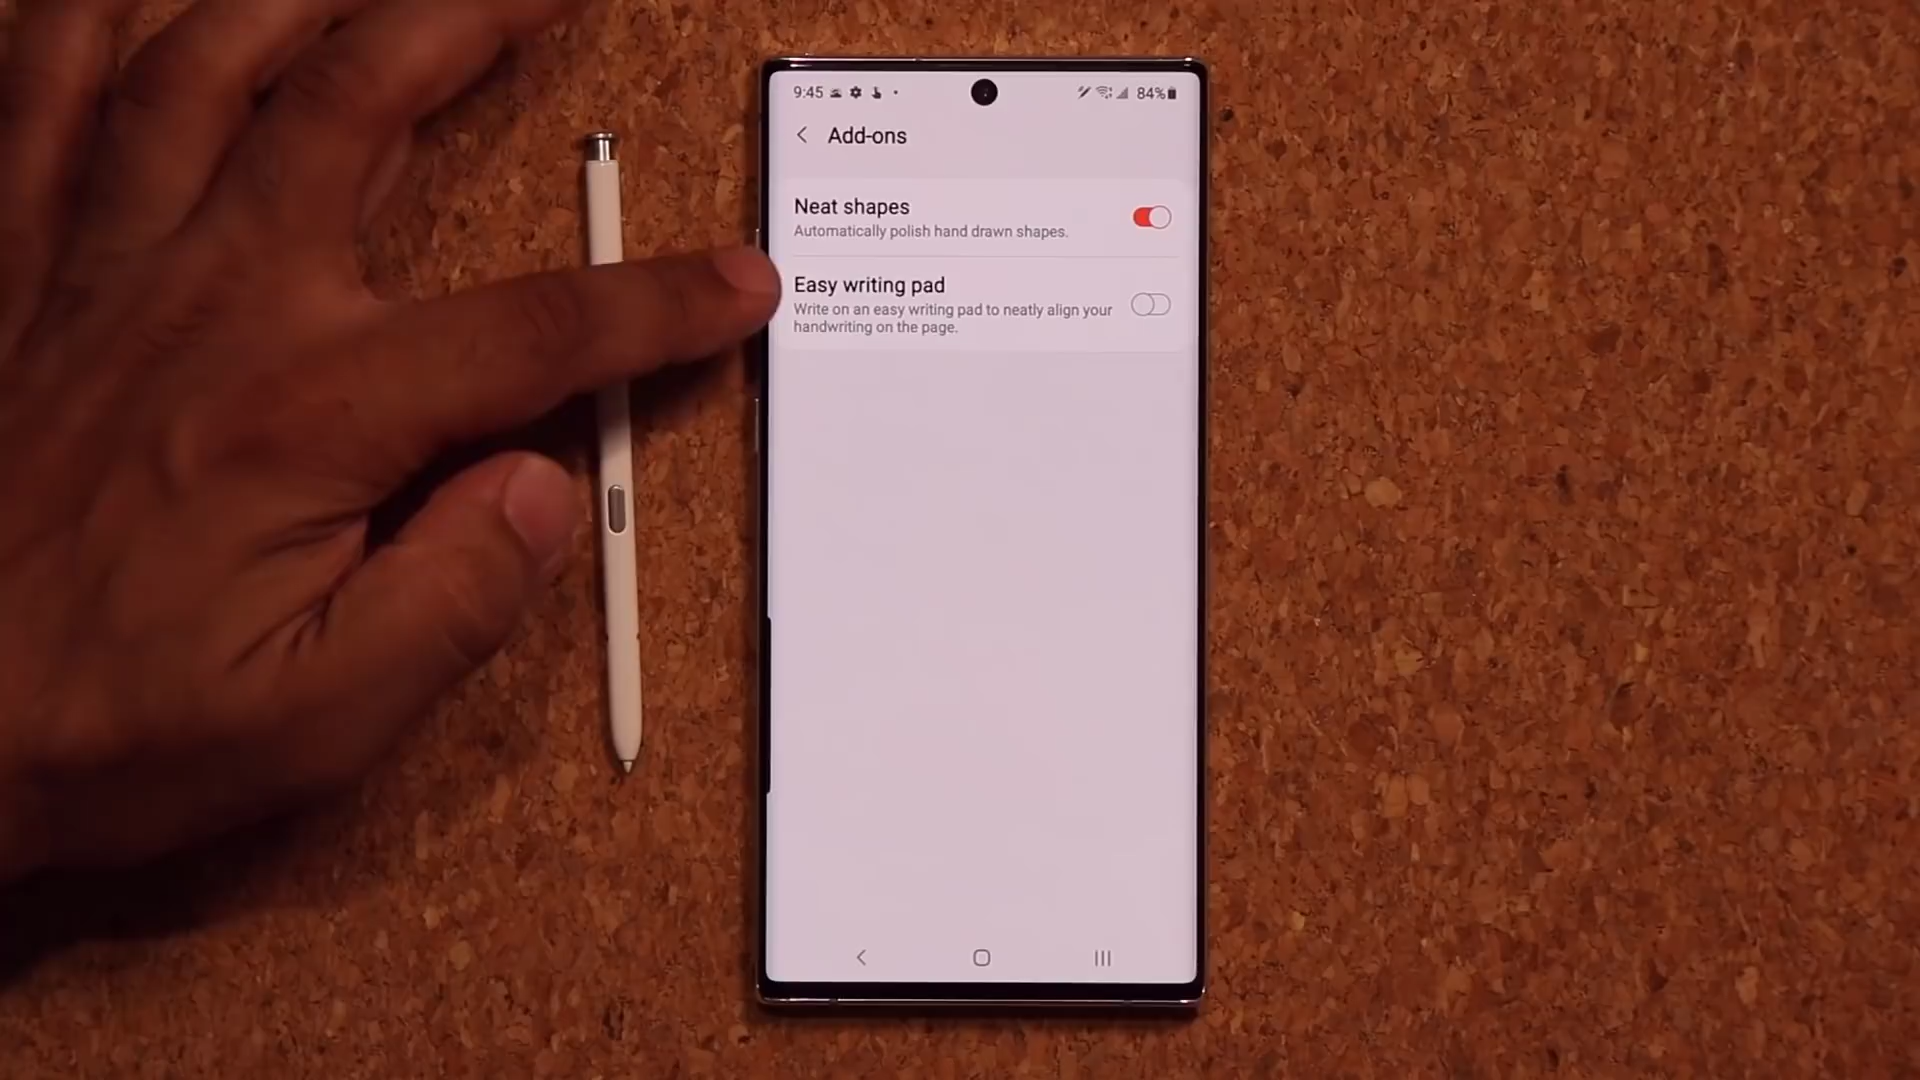 9:45 84%
Add-ons
Neat shapes
Automatically polish hand drawn shapes.
Easy writing pad
Write on an easy writing pad to neatly align your
handwriting on the page.